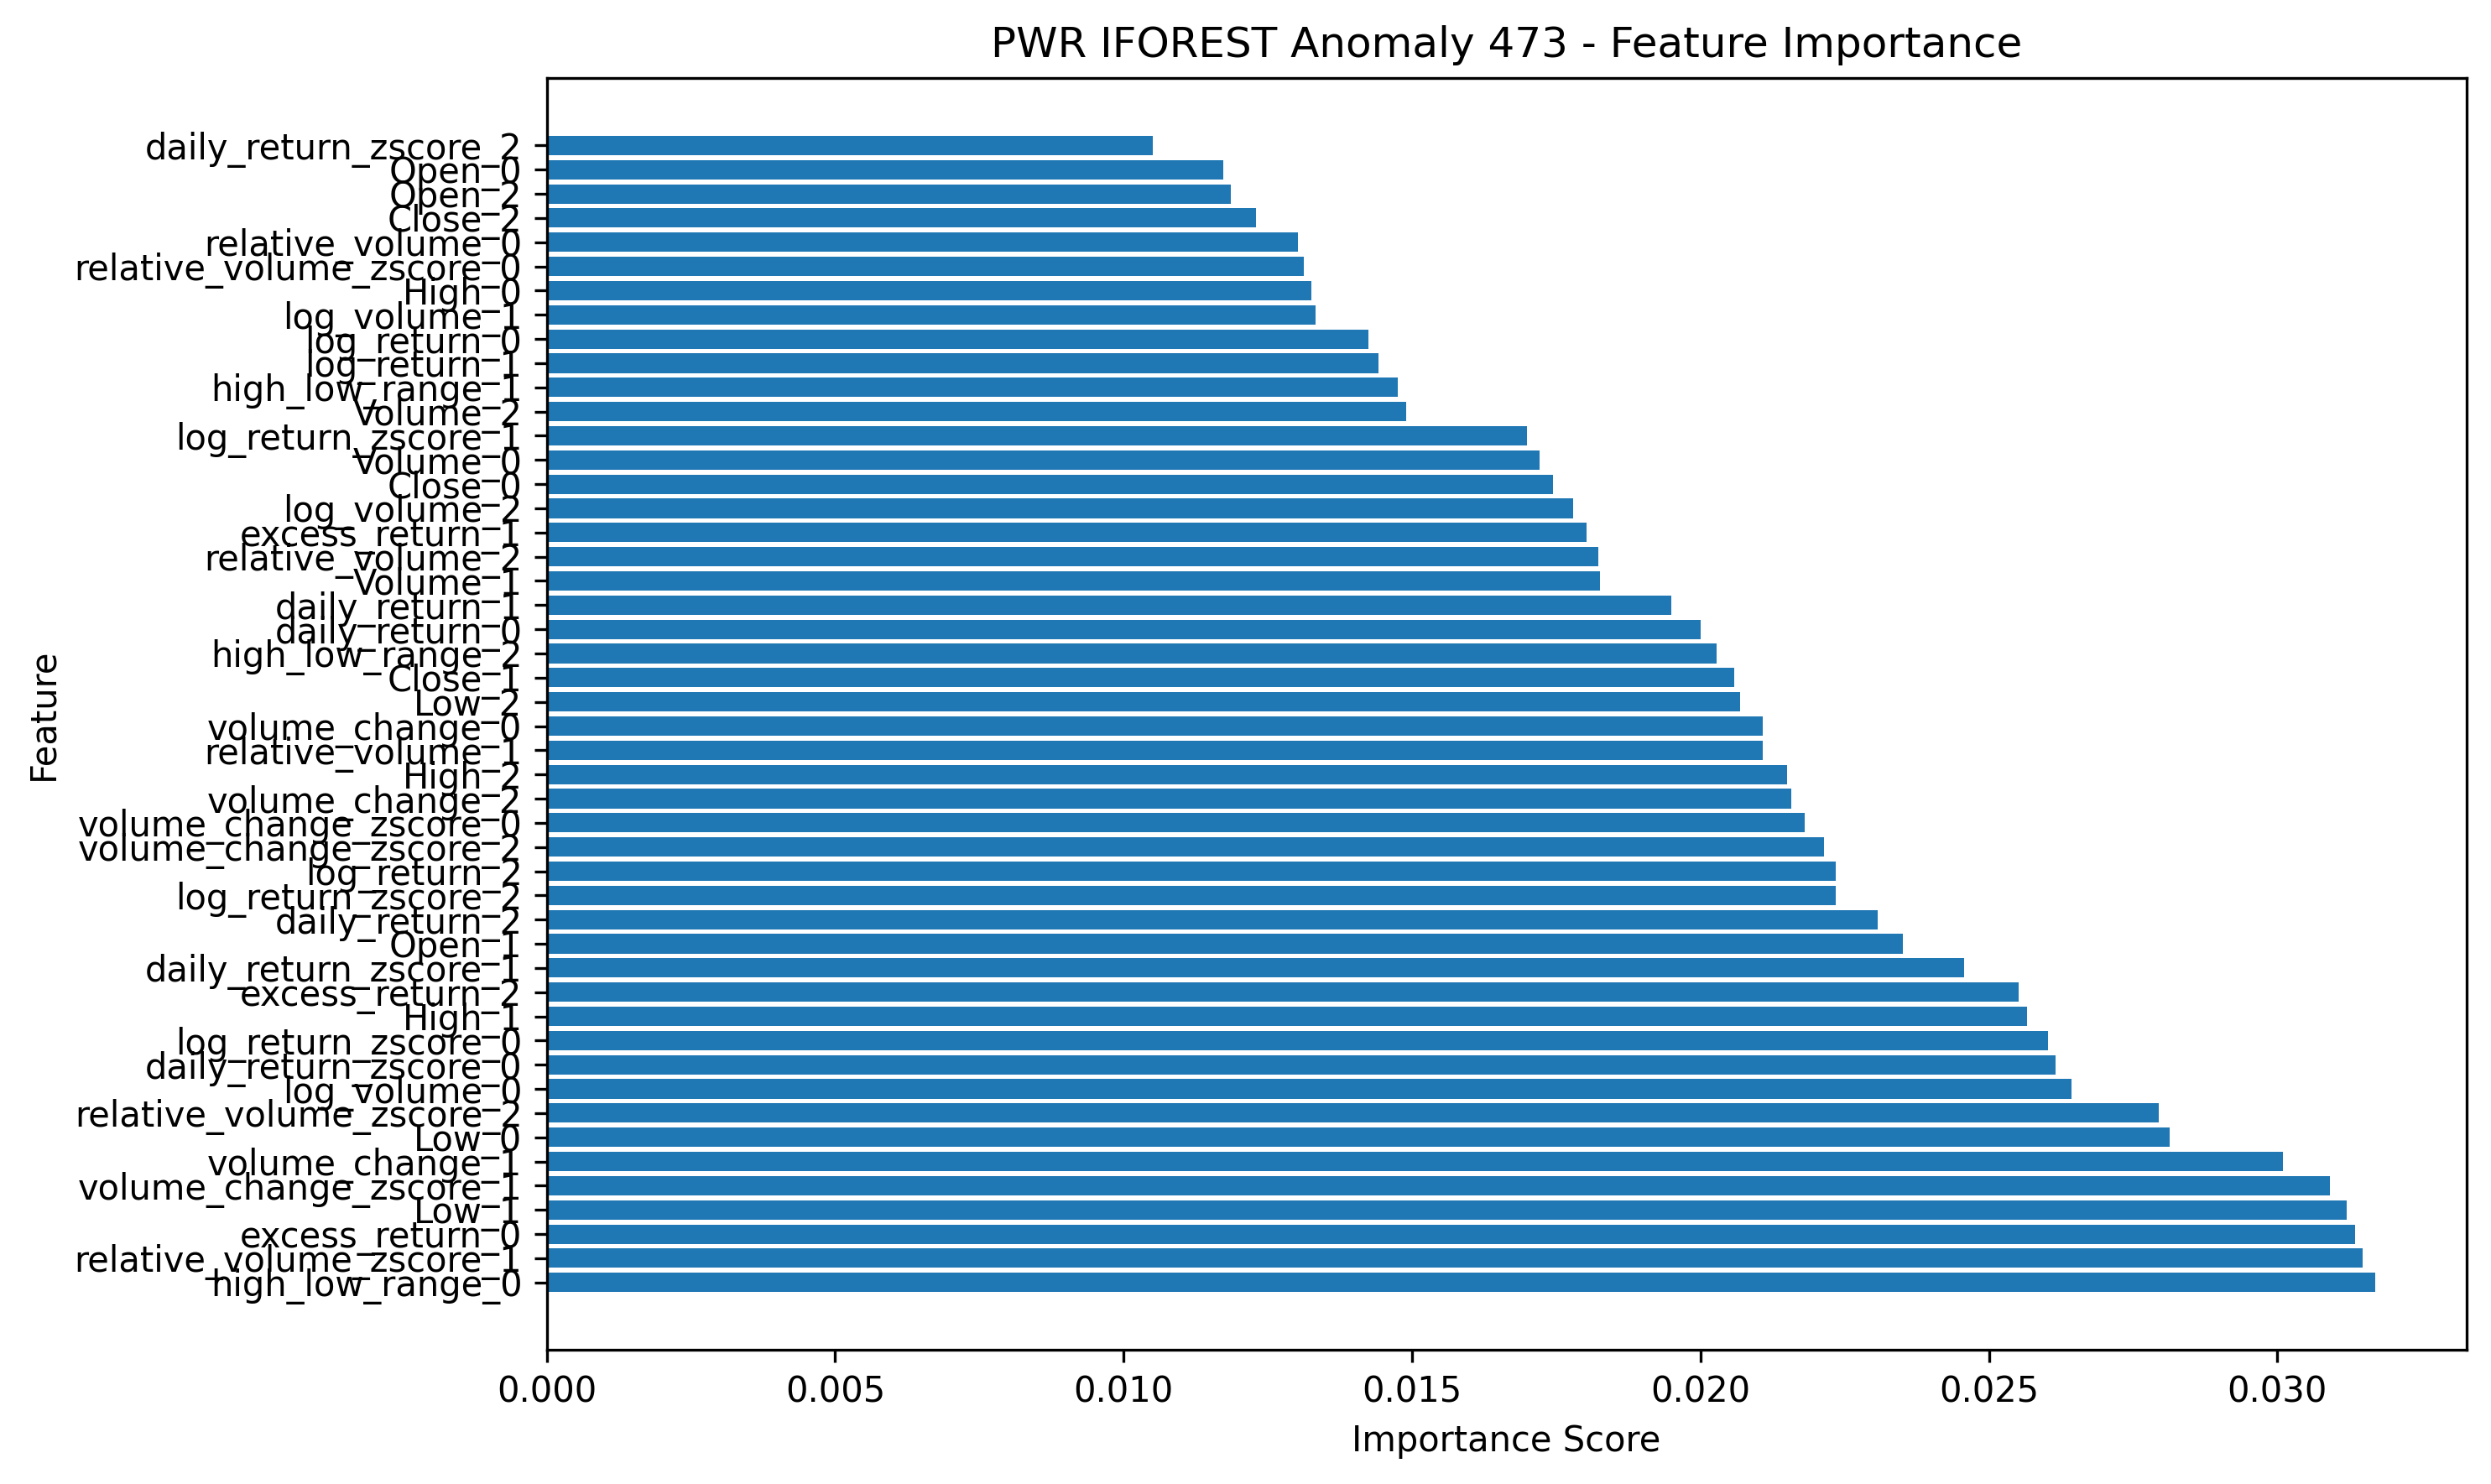 PWR IFOREST Anomaly 473 - Feature Importance
daily_return_zscore_2
Open_0
Open_2
Close_2
relative_volume_0
relative_volume_zscore_0
High_0
log_volume_1
log_return_0
log_return_1
high_low_range_1
Volume_2
log_return_zscore_1
Volume_0
Close_0
log_volume_2
excess_return_1
relative_volume_2
Volume_1
daily_return_1
daily_return_0
high_low_range_2
Close_1
Low_2
volume_change_0
relative_volume_1
High_2
volume_change_2
volume_change_zscore_0
volume_change_zscore_2
log_return_2
log_return_zscore_2
daily_return_2
Open_1
daily_return_zscore_1
excess_return_2
High_1
log_return_zscore_0
daily_return_zscore_0
log_volume_0
relative_volume_zscore_2
Low_0
volume_change_1
volume_change_zscore_1
Low_1
excess_return_0
relative_volume_zscore_1
high_low_range_0
Feature
0.000 0.005 0.010 0.015 0.020 0.025 0.030
Importance Score